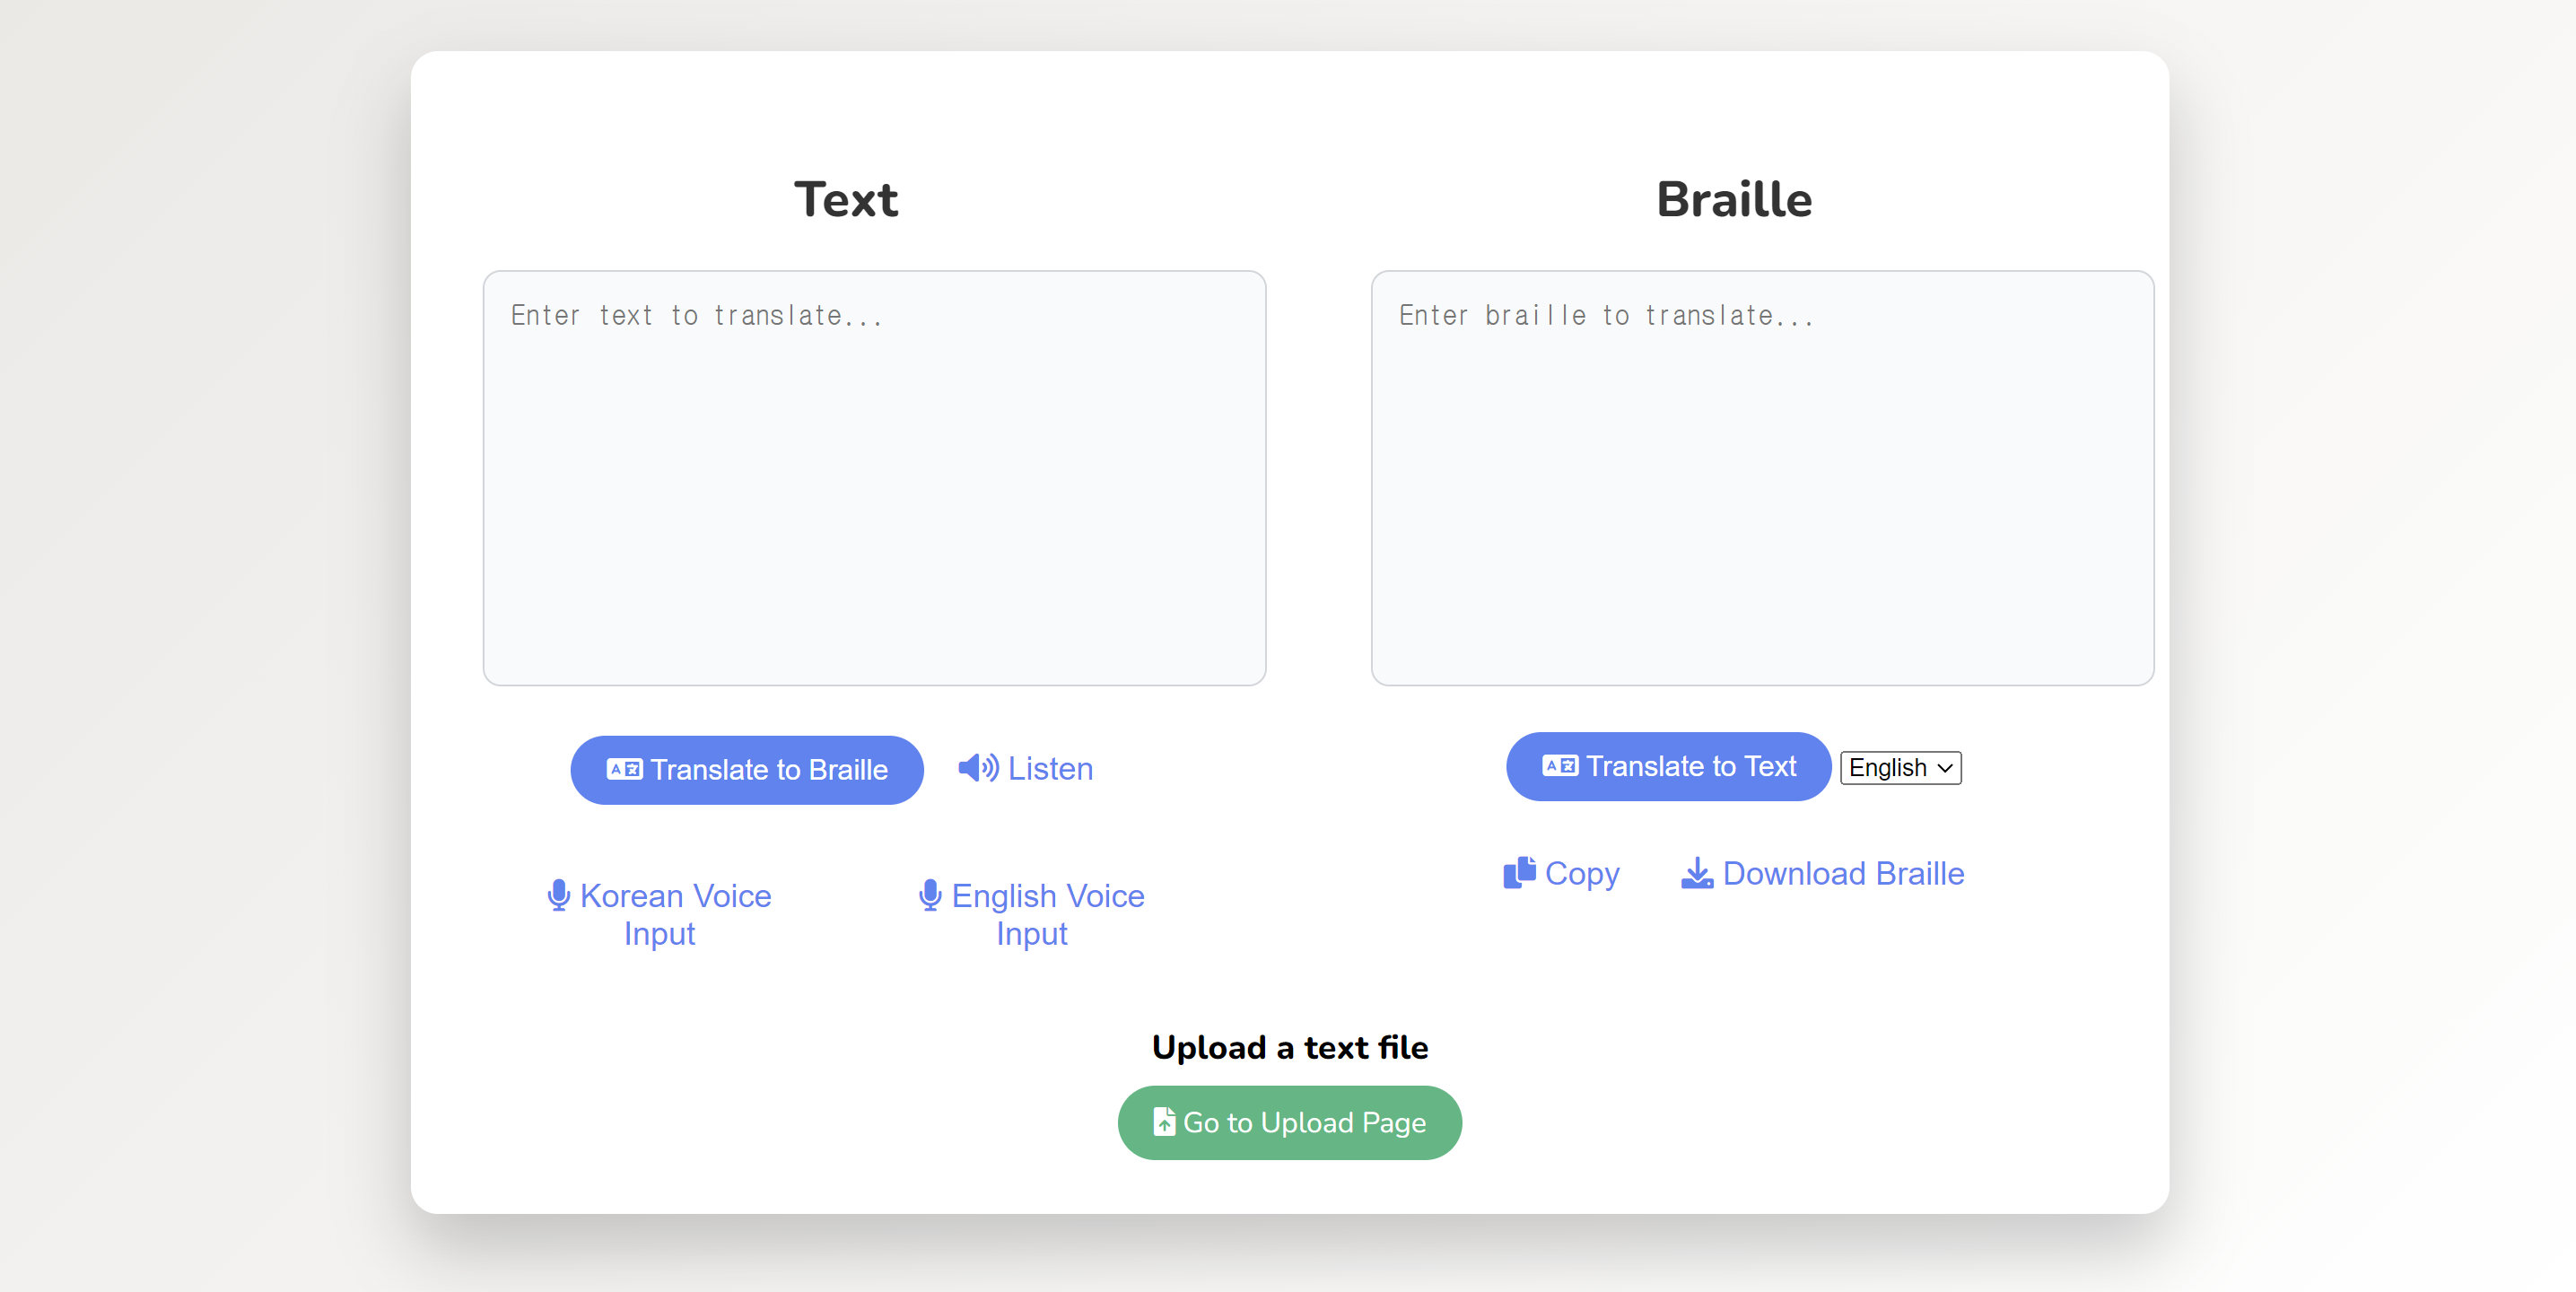 Text
Enter text to translate...
Translate to Braille
Listen
Korean Voice
Input
English Voice
Input
Braille
Enter braille to translate...
Translate to Text
English
Copy
Download Braille
Upload a text file
Go to Upload Page